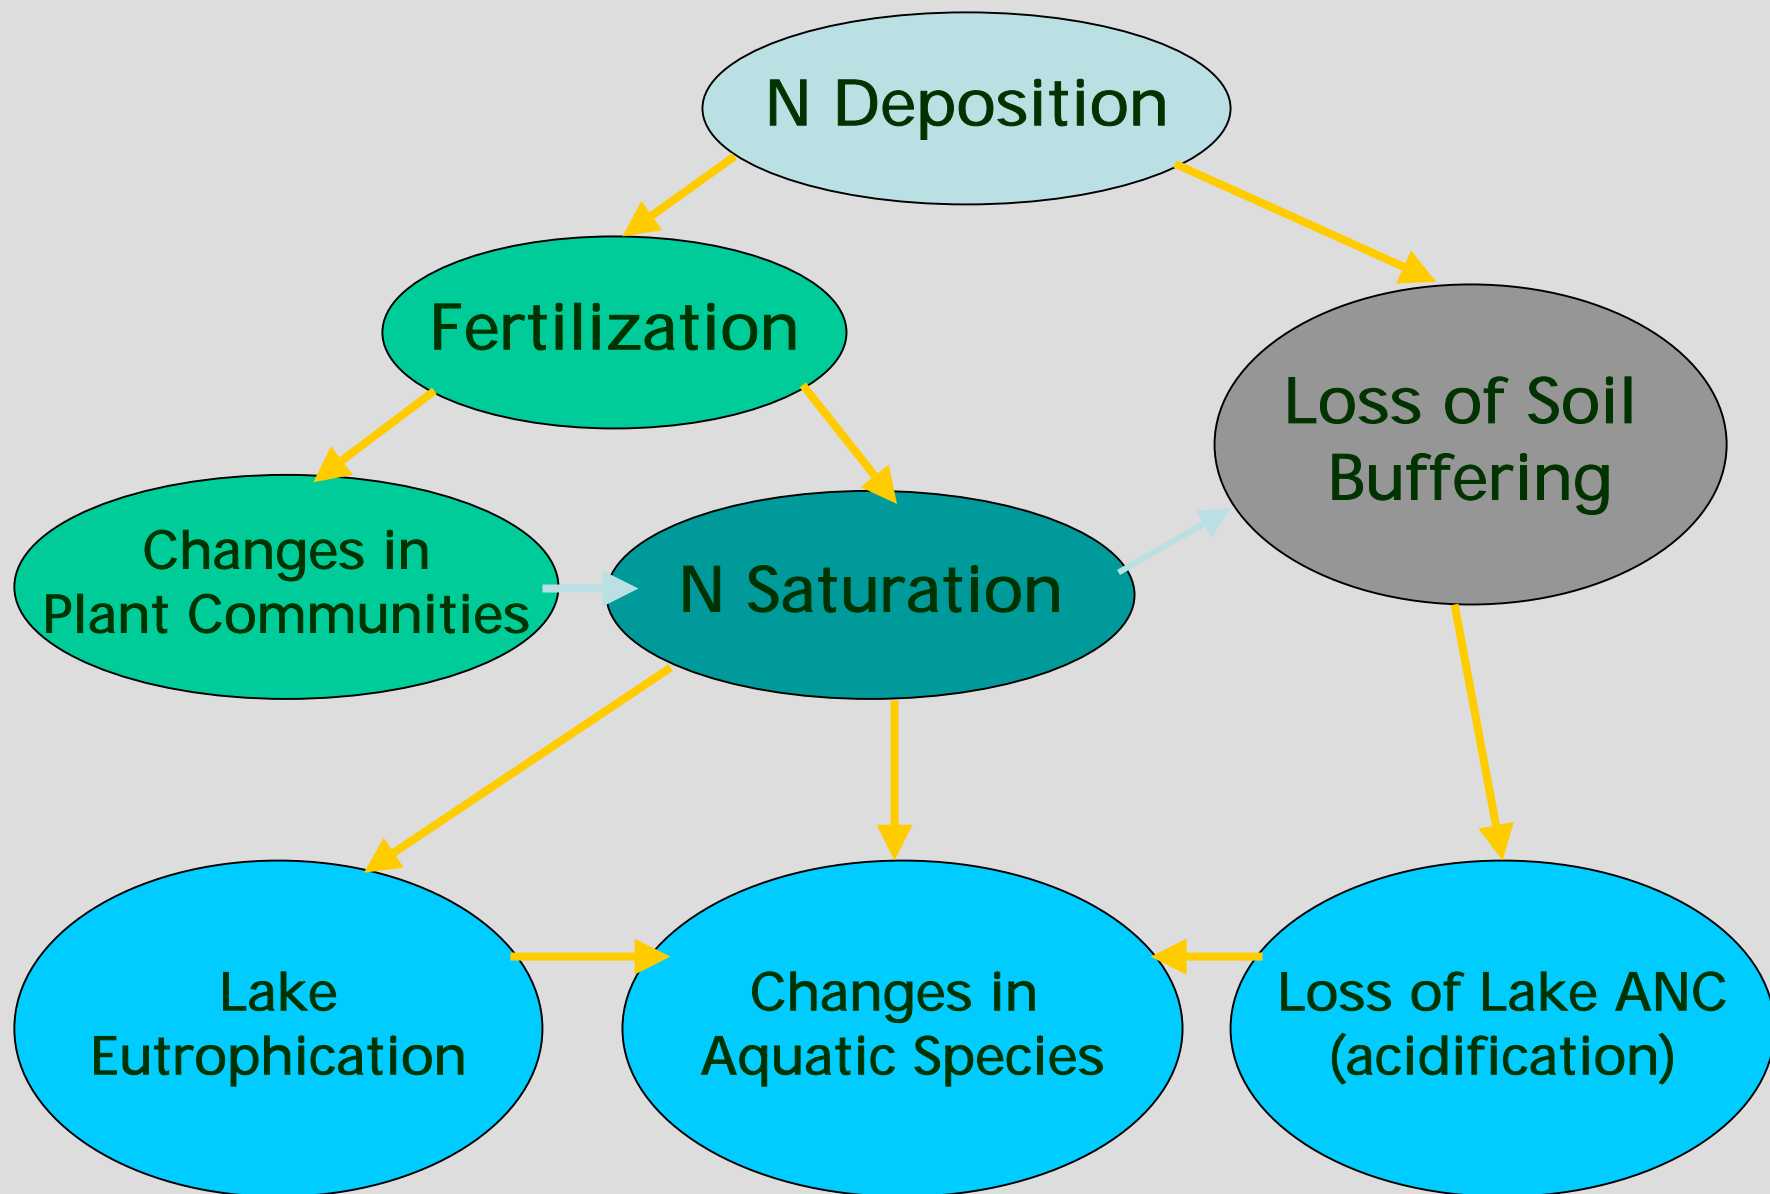 N Deposition
Fertilization
Loss of Soil
Buffering
Changes in
Plant Communities
N Saturation
Lake
Eutrophication
Changes in
Aquatic Species
Loss of Lake ANC
(acidification)